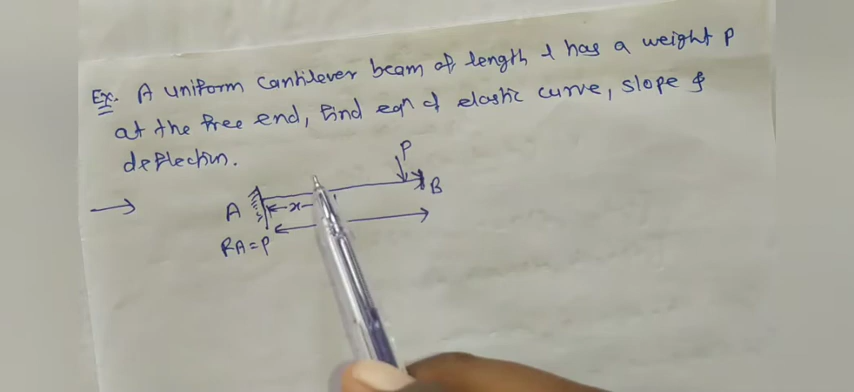 Ex. A uniform cantilever beam of length l has a weight P
at the free end, find eqn of elastic curve, slope &
deflection.
P
A x B
RA = P